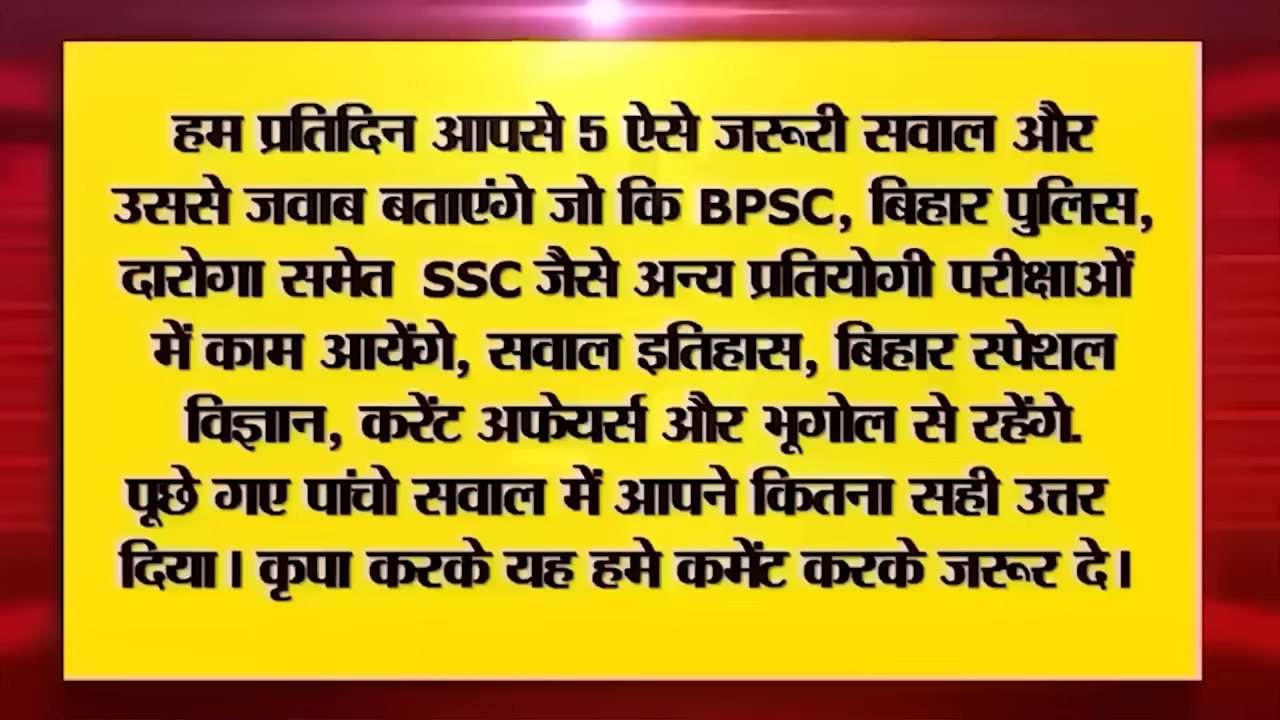 हम प्रतिदिन आपसे 5 ऐसे जरूरी सवाल और
उससे जवाब बताएंगे जो कि BPSC, बिहार पुलिस,
दारोगा समेत SSC जैसे अन्य प्रतियोगी परीक्षाओं
में काम आयेंगे, सवाल इतिहास, बिहार स्पेशल
विज्ञान, करेंट अफेयर्स और भूगोल से रहेंगे.
पूछे गए पांचो सवाल में आपने कितना सही उत्तर
दिया। कृपा करके यह हमे कमेंट करके जरूर दे।